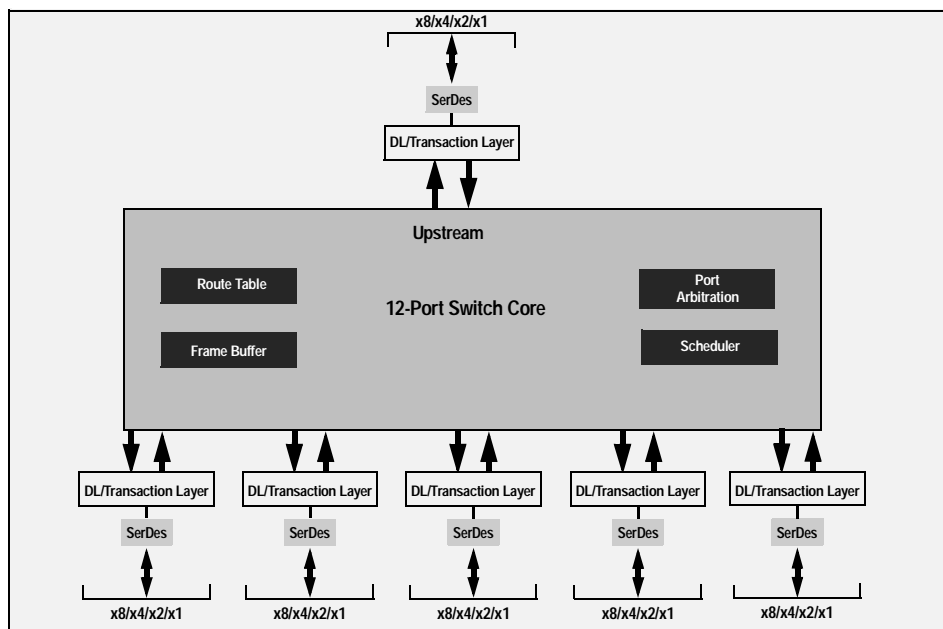 x8/x4/x2/x1
SerDes
DL/Transaction Layer
Upstream
Route Table
Port
Arbitration
12-Port Switch Core
Frame Buffer
Scheduler
DL/Transaction Layer
DL/Transaction Layer
DL/Transaction Layer
DL/Transaction Layer
DL/Transaction Layer
SerDes
SerDes
SerDes
SerDes
SerDes
x8/x4/x2/x1
x8/x4/x2/x1
x8/x4/x2/x1
x8/x4/x2/x1
x8/x4/x2/x1